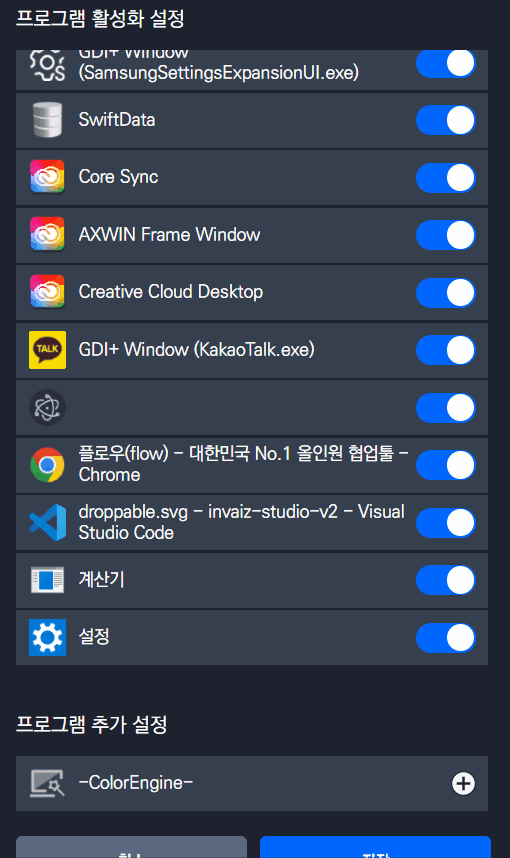 프로그램 활성화 설정
GDI+ Window
(SamsungSettingsExpansionUI.exe)
SwiftData
Core Sync
AXWIN Frame Window
Creative Cloud Desktop
TALK
GDI+ Window (KakaoTalk.exe)
플로우(flow) - 대한민국 No.1 올인원 협업툴 -
Chrome
droppable.svg - invaiz-studio-v2 - Visual
Studio Code
계산기
설정
프로그램 추가 설정
-ColorEngine-